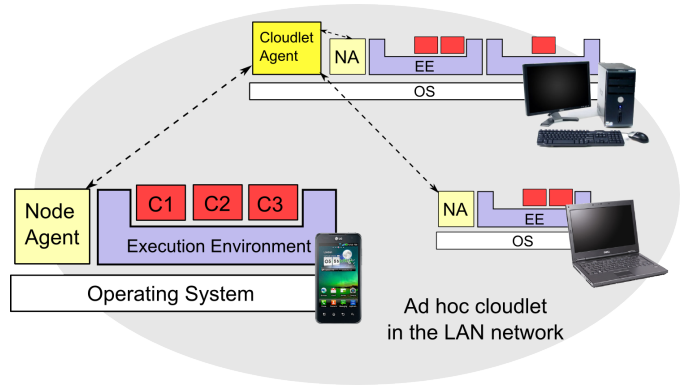 Cloudlet
Agent
NA
EE
OS
Node
Agent
C1
C2
C3
Execution Environment
Operating System
NA
EE
OS
Ad hoc cloudlet
in the LAN network